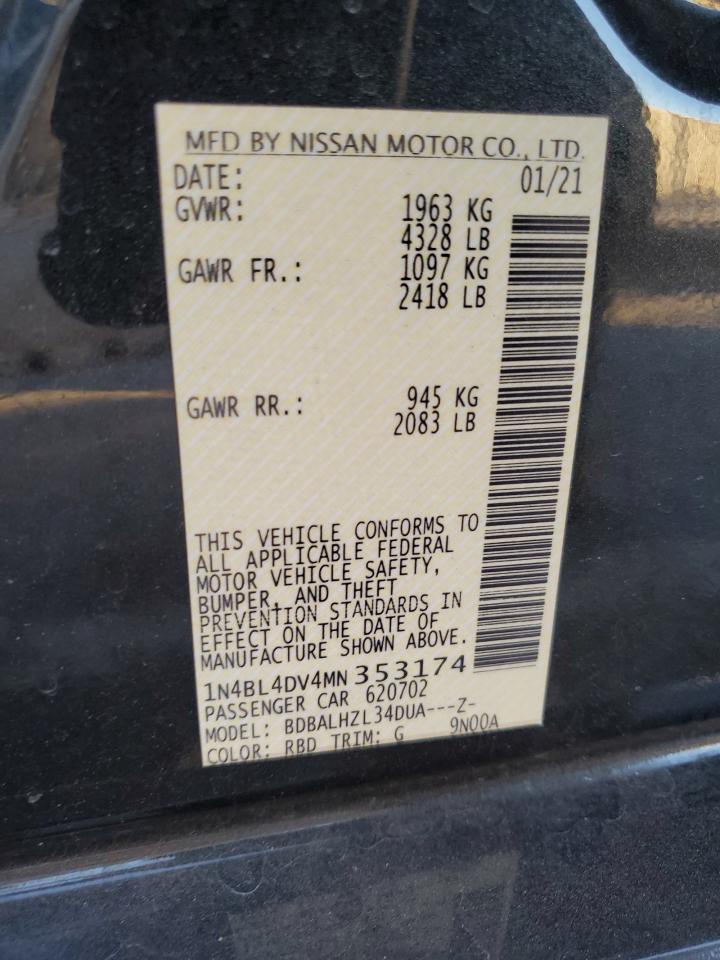 MFD BY NISSAN MOTOR CO., LTD.
DATE: 01/21
GVWR: 1963 KG
4328 LB
GAWR FR.: 1097 KG
2418 LB
GAWR RR.: 945 KG
2083 LB
THIS VEHICLE CONFORMS TO
ALL APPLICABLE FEDERAL
MOTOR VEHICLE SAFETY,
BUMPER, AND THEFT
PREVENTION STANDARDS IN
EFFECT ON THE DATE OF
MANUFACTURE SHOWN ABOVE.
1N4BL4DV4MN353174
PASSENGER CAR 620702
MODEL: BDBALHZL34DUA---Z-
COLOR: RBD TRIM: G 9N00A